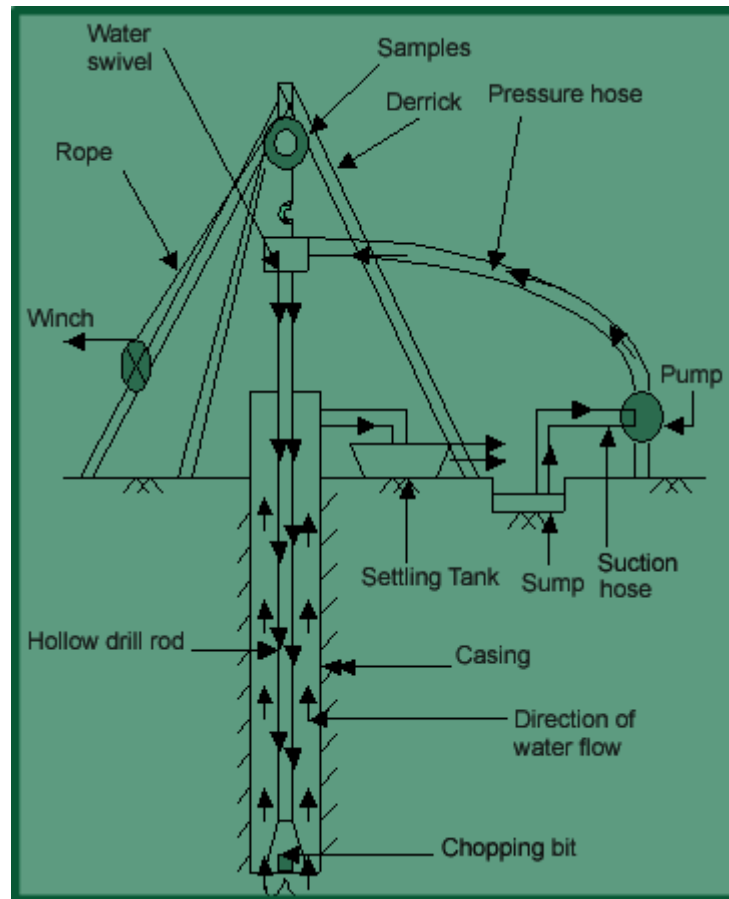 Water
swivel
Samples
Derrick
Pressure hose
Rope
Winch
Pump
Settling Tank
Sump
Suction
hose
Hollow drill rod
Casing
Direction of
water flow
Chopping bit